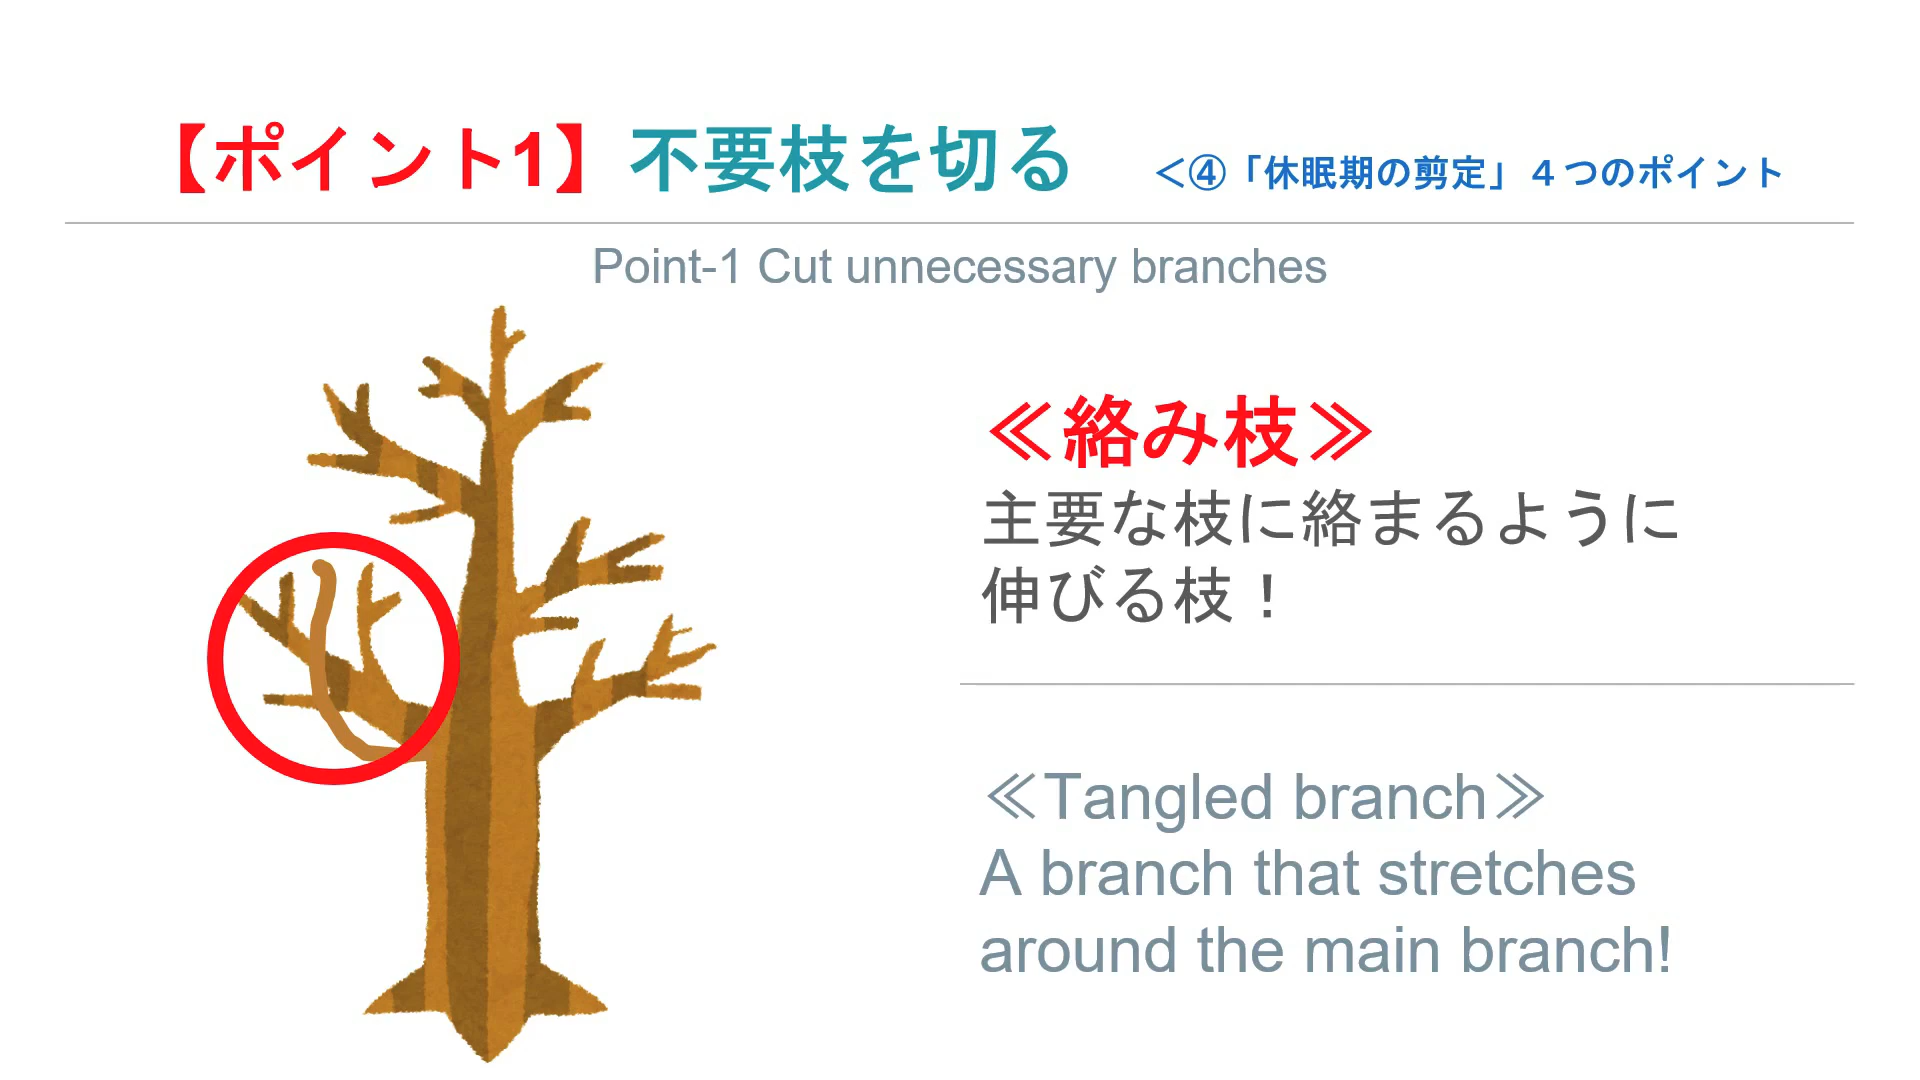 【ポイント1】不要枝を切る
＜④「休眠期の剪定」４つのポイント
Point-1 Cut unnecessary branches
≪絡み枝≫
主要な枝に絡まるように
伸びる枝！
≪Tangled branch≫
A branch that stretches
around the main branch!